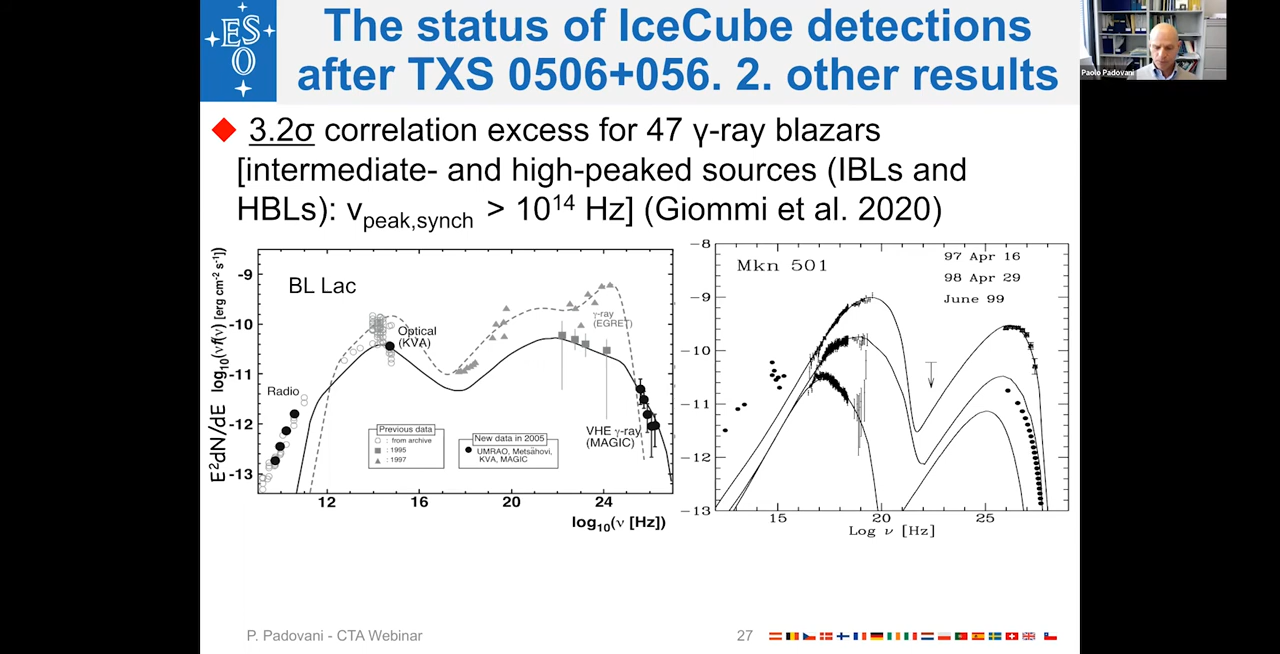 ESO
The status of IceCube detections
after TXS 0506+056. 2. other results
Paolo Padovani
3.2σ correlation excess for 47 γ-ray blazars
[intermediate- and high-peaked sources (IBLs and
HBLs): νpeak,synch > 10¹⁴ Hz] (Giommi et al. 2020)
E²dN/dE log₁₀(νf(ν) [erg cm⁻² s⁻¹])
-9
-10
-11
-12
-13
BL Lac
Radio
Optical
(KVA)
γ-ray
(EGRET)
VHE γ-ray
(MAGIC)
Previous data
: from archive
: 1995
: 1997
New data in 2005
UMRAO, Metsähovi,
KVA, MAGIC
12 16 20 24
log₁₀(ν [Hz])
Mkn 501
97 Apr 16
98 Apr 29
June 99
-8
-9
-10
-11
-12
-13
15 20 25
Log ν [Hz]
P. Padovani - CTA Webinar
27